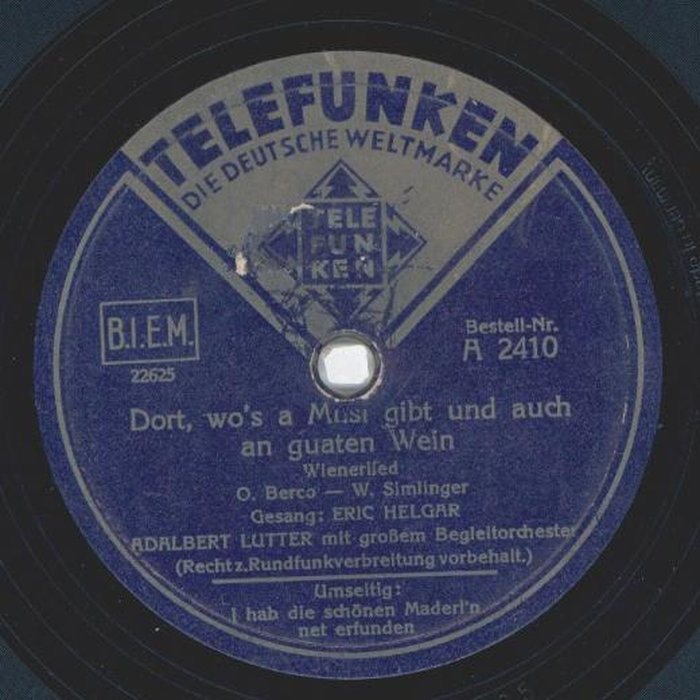 TELEFUNKEN
DIE DEUTSCHE WELTMARKE
TELE
FUN
KEN
B.I.E.M.
22625
Bestell-Nr.
A 2410
Dort, wo's a Musi gibt und auch
an guaten Wein
Wienerlied
O. Berco — W. Simlinger
Gesang: ERIC HELGAR
ADALBERT LUTTER mit großem Begleitorchester
(Recht z. Rundfunkverbreitung vorbehalt.)
Umseitig:
I hab die schönen Maderl'n
net erfunden